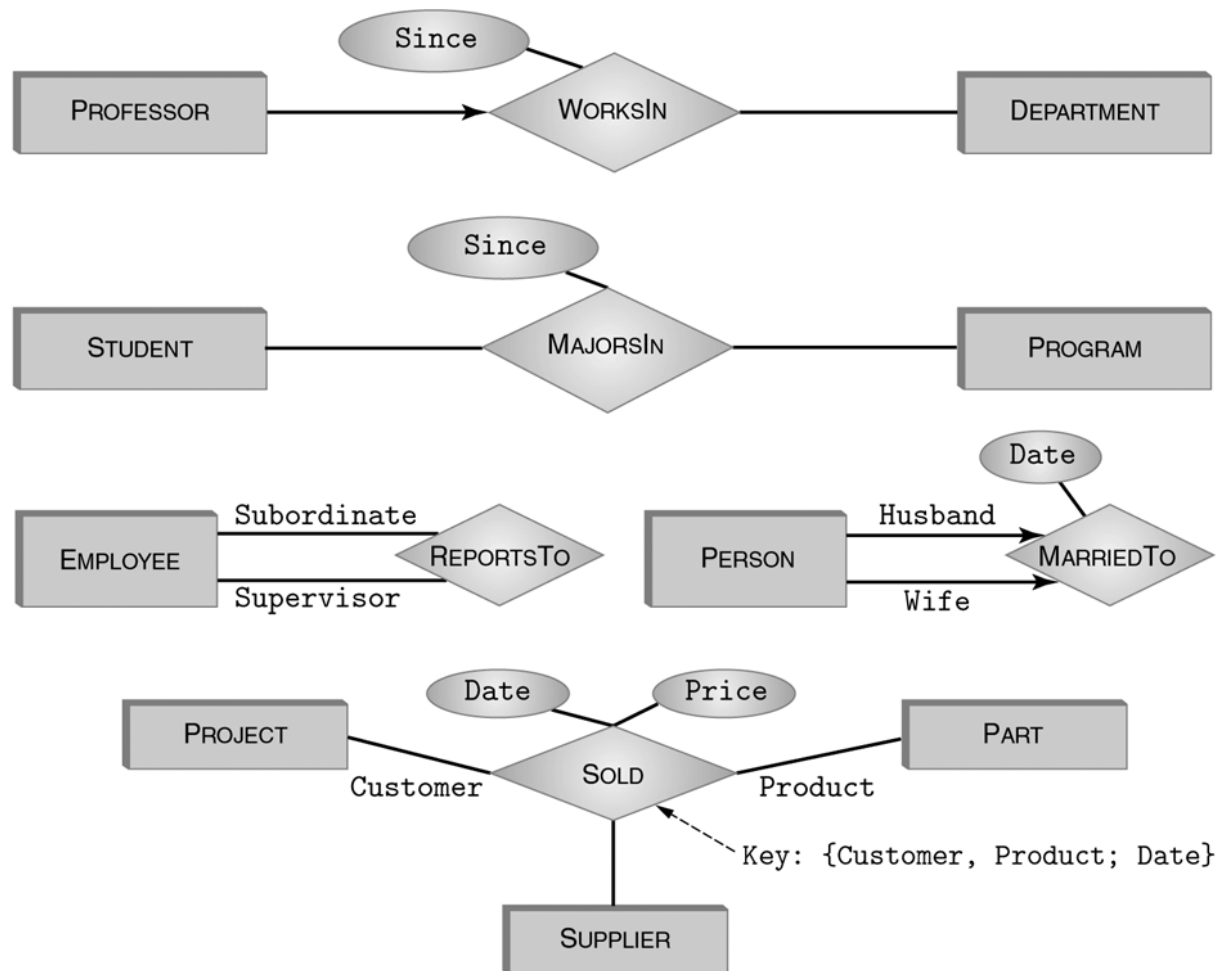 Since
PROFESSOR
WORKSIN
DEPARTMENT
Since
STUDENT
MAJORSIN
PROGRAM
Date
Subordinate
Husband
EMPLOYEE
REPORTSTO
PERSON
MARRIEDTO
Supervisor
Wife
Date
Price
PROJECT
PART
SOLD
Customer
Product
Key: {Customer, Product; Date}
SUPPLIER